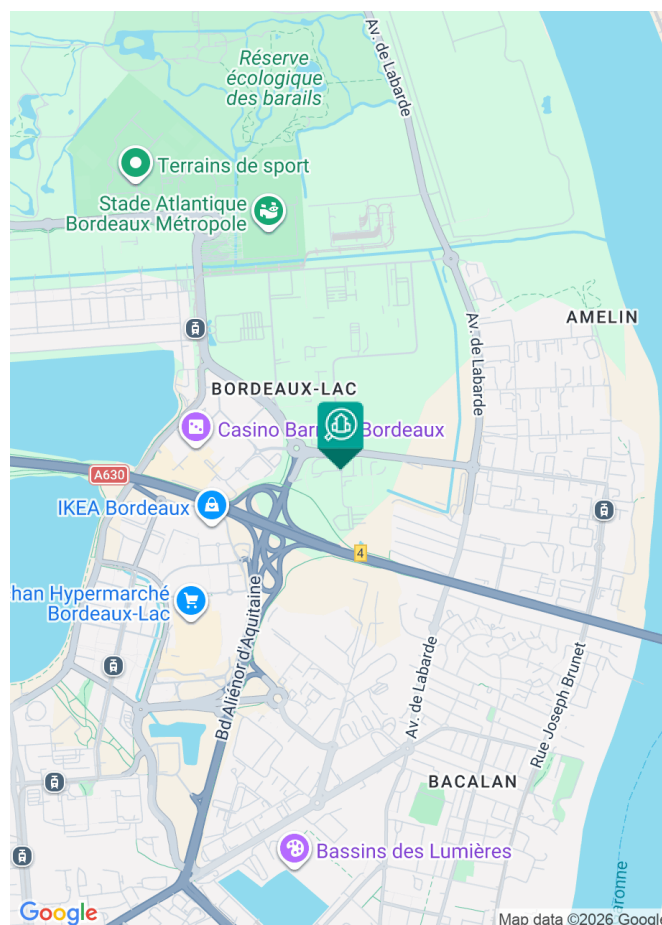 Av. de Labarde
Réserve
écologique
des barails
Terrains de sport
Stade Atlantique
Bordeaux Métropole
AMELIN
Av. de Labarde
BORDEAUX-LAC
Casino Bar Bordeaux
A630
IKEA Bordeaux
4
han Hypermarché
Bordeaux-Lac
Bd Aliénor d'Aquitaine
Av. de Labarde
Rue Joseph Brunet
BACALAN
Bassins des Lumières
aronne
Google
Map data ©2026 Google